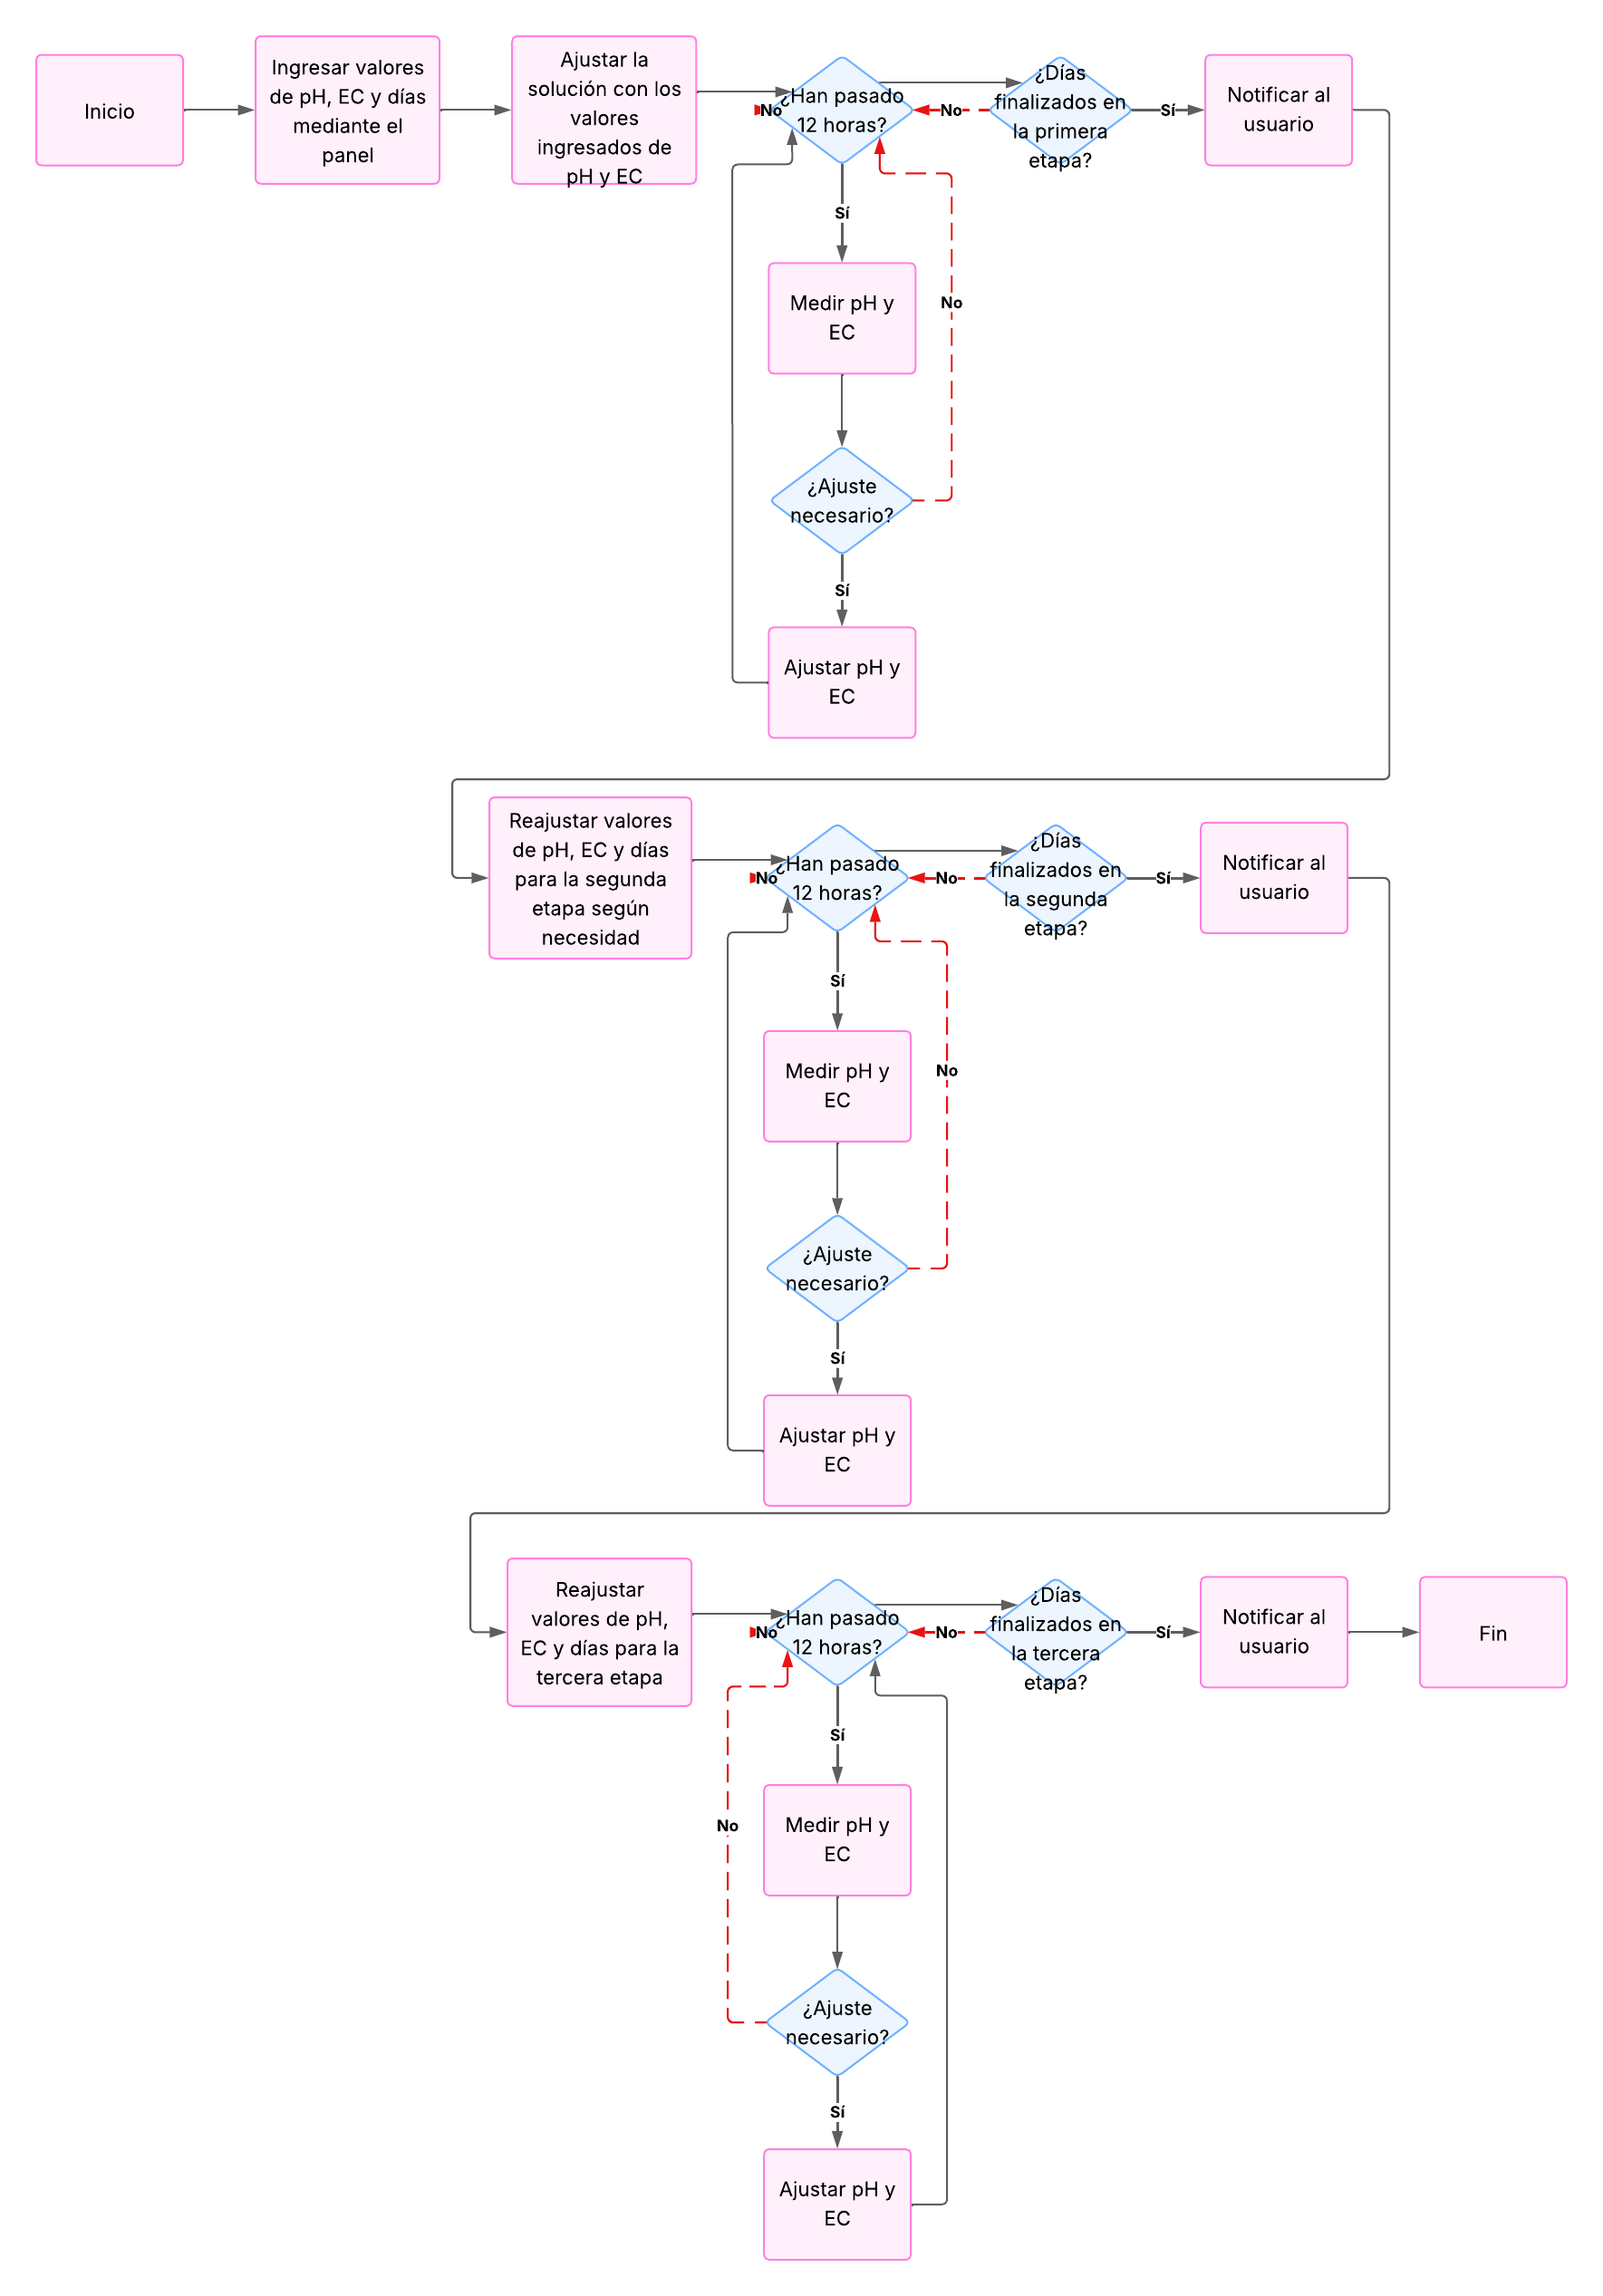 Inicio
Ingresar valores
de pH, EC y días
mediante el
panel
Ajustar la
solución con los
valores
ingresados de
pH y EC
No
¿Han pasado
12 horas?
No
¿Días
finalizados en
la primera
etapa?
Sí
Notificar al
usuario
Sí
Medir pH y
EC
No
¿Ajuste
necesario?
Sí
Ajustar pH y
EC
Reajustar valores
de pH, EC y días
para la segunda
etapa según
necesidad
No
¿Han pasado
12 horas?
No
¿Días
finalizados en
la segunda
etapa?
Sí
Notificar al
usuario
Sí
Medir pH y
EC
No
¿Ajuste
necesario?
Sí
Ajustar pH y
EC
Reajustar
valores de pH,
EC y días para la
tercera etapa
No
¿Han pasado
12 horas?
No
¿Días
finalizados en
la tercera
etapa?
Sí
Notificar al
usuario
Fin
Sí
No
Medir pH y
EC
¿Ajuste
necesario?
Sí
Ajustar pH y
EC